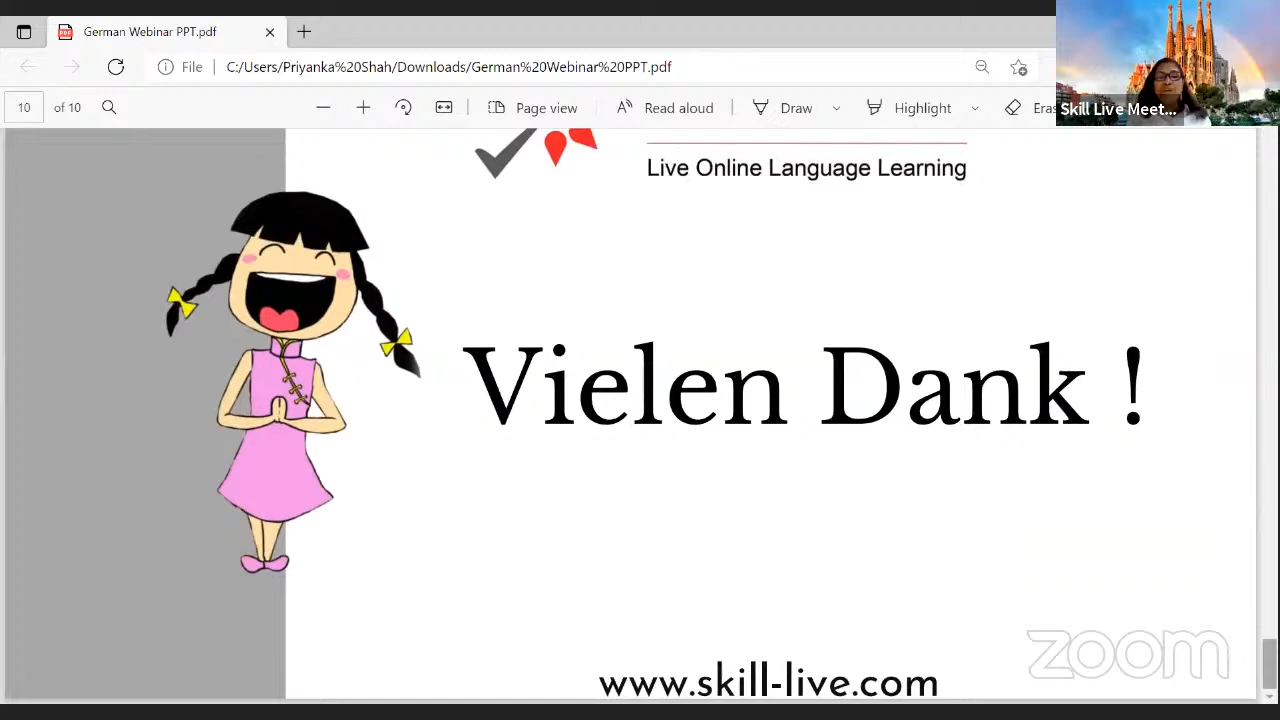 German Webinar PPT.pdf
File
C:/Users/Priyanka%20Shah/Downloads/German%20Webinar%20PPT.pdf
10 of 10
Page view
Read aloud
Draw
Highlight
Skill Live Meet...
Live Online Language Learning
Vielen Dank !
zoom
www.skill-live.com